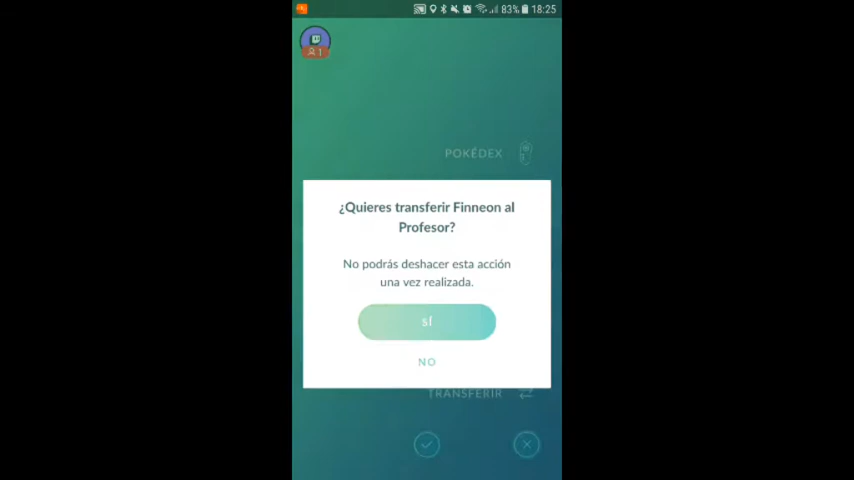 83% 18:25
1
POKÉDEX
¿Quieres transferir Finneon al
Profesor?
No podrás deshacer esta acción
una vez realizada.
SÍ
NO
TRANSFERIR